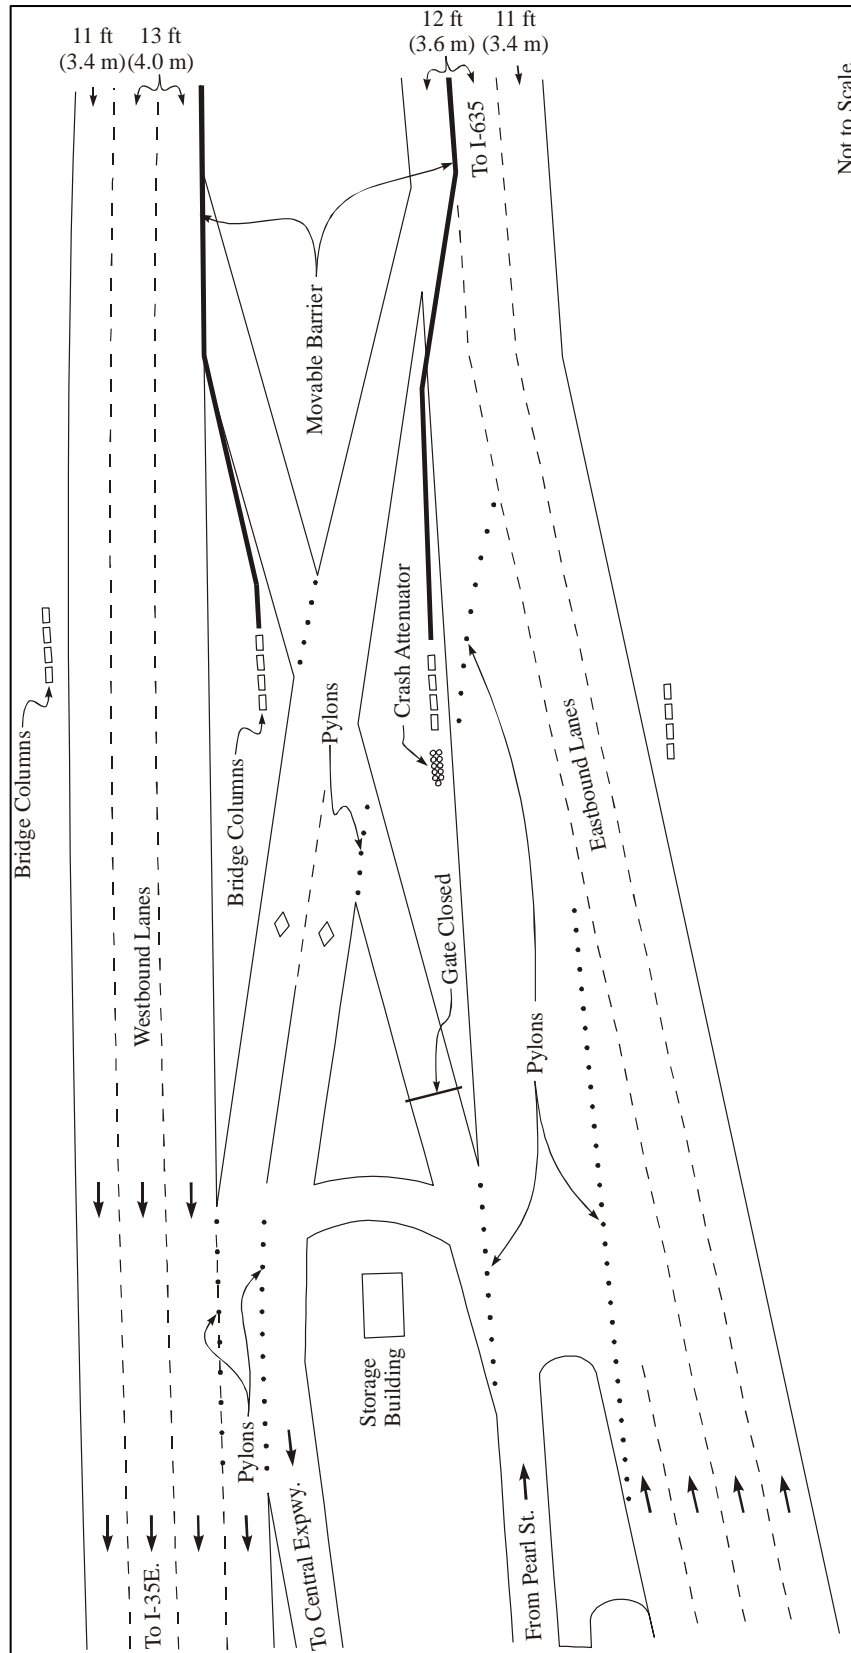 11 ft
(3.4 m)
13 ft
(4.0 m)
12 ft
(3.6 m)
11 ft
(3.4 m)
Not to Scale
To I-635
Movable Barrier
Crash Attenuator
Pylons
Bridge Columns
Bridge Columns
Eastbound Lanes
Westbound Lanes
Gate Closed
Pylons
Storage
Building
Pylons
To I-35E.
To Central Expwy.
From Pearl St.